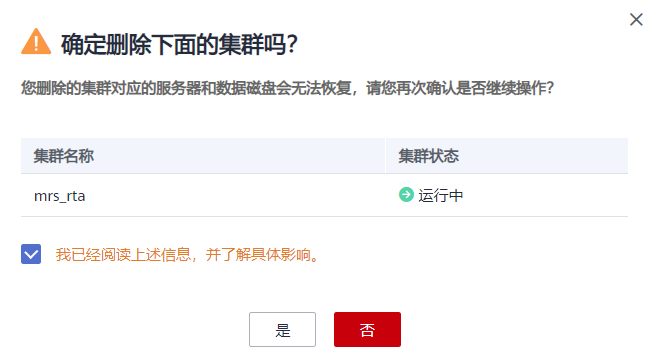 确定删除下面的集群吗?
您删除的集群对应的服务器和数据磁盘会无法恢复，请您再次确认是否继续操作?
集群名称 集群状态
mrs_rta 运行中
我已经阅读上述信息，并了解具体影响。
是 否